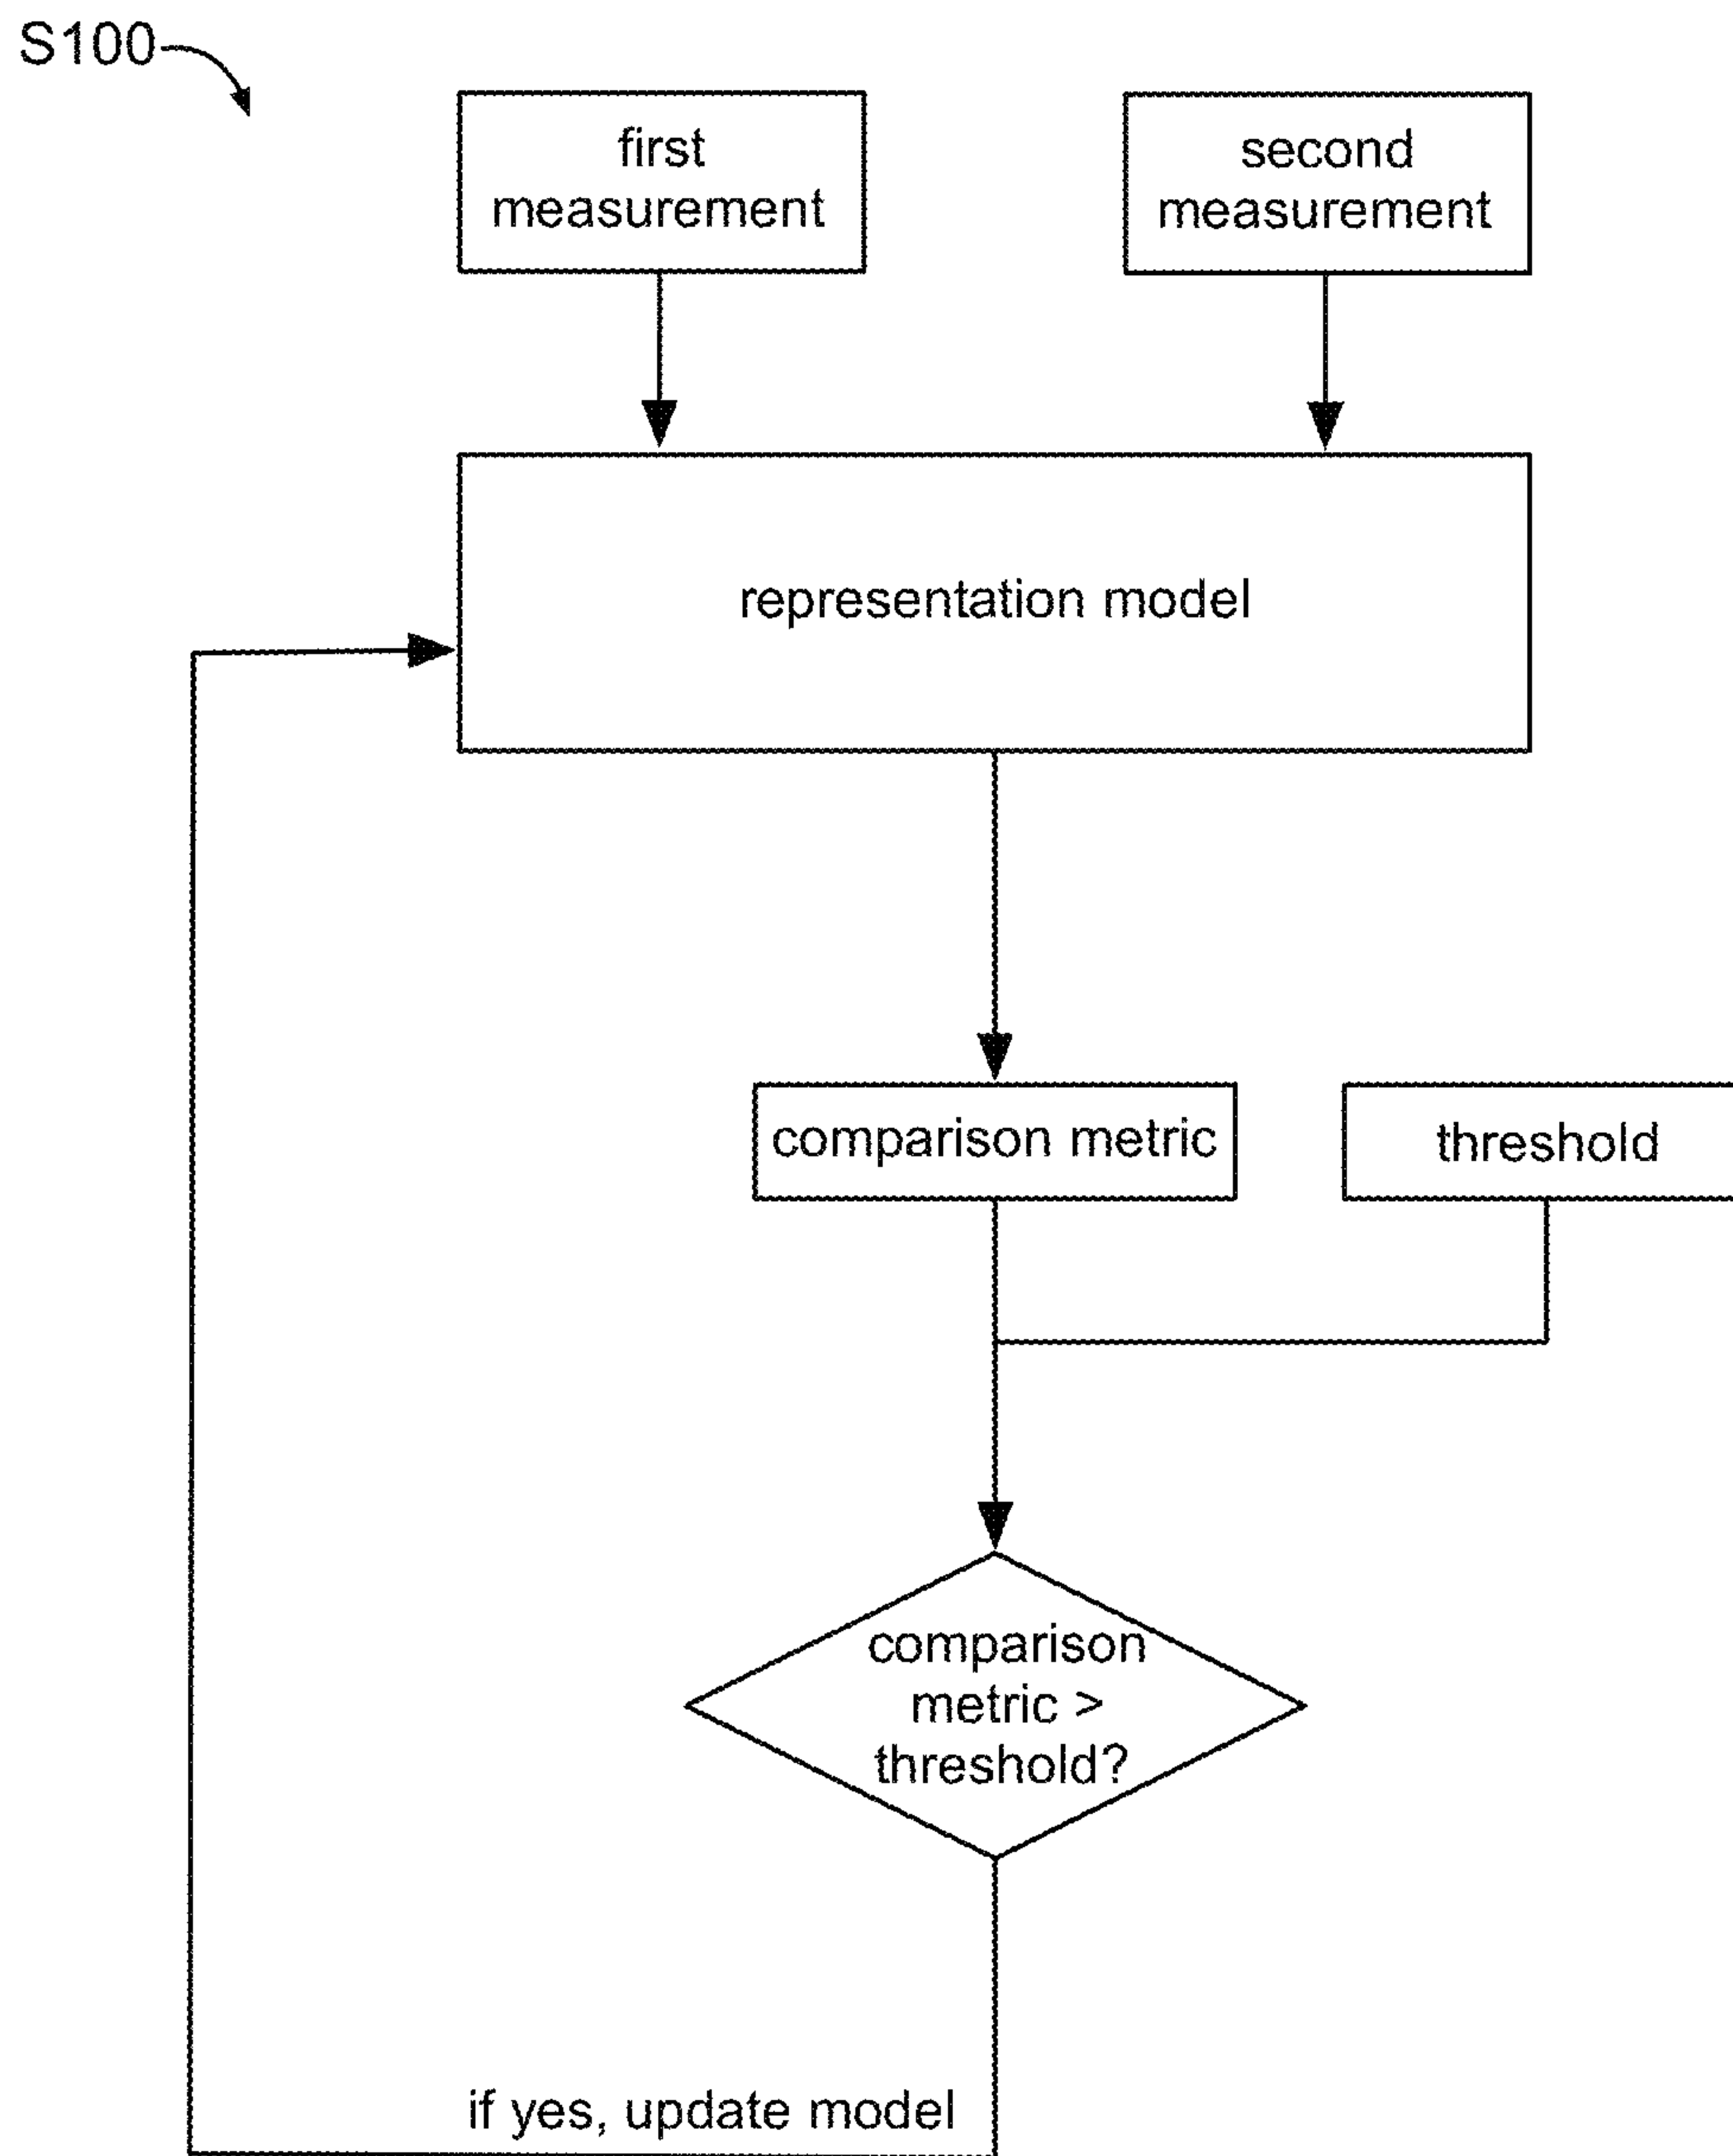 S100
first
measurement
second
measurement
representation model
comparison metric
threshold
comparison
metric >
threshold?
if yes, update model